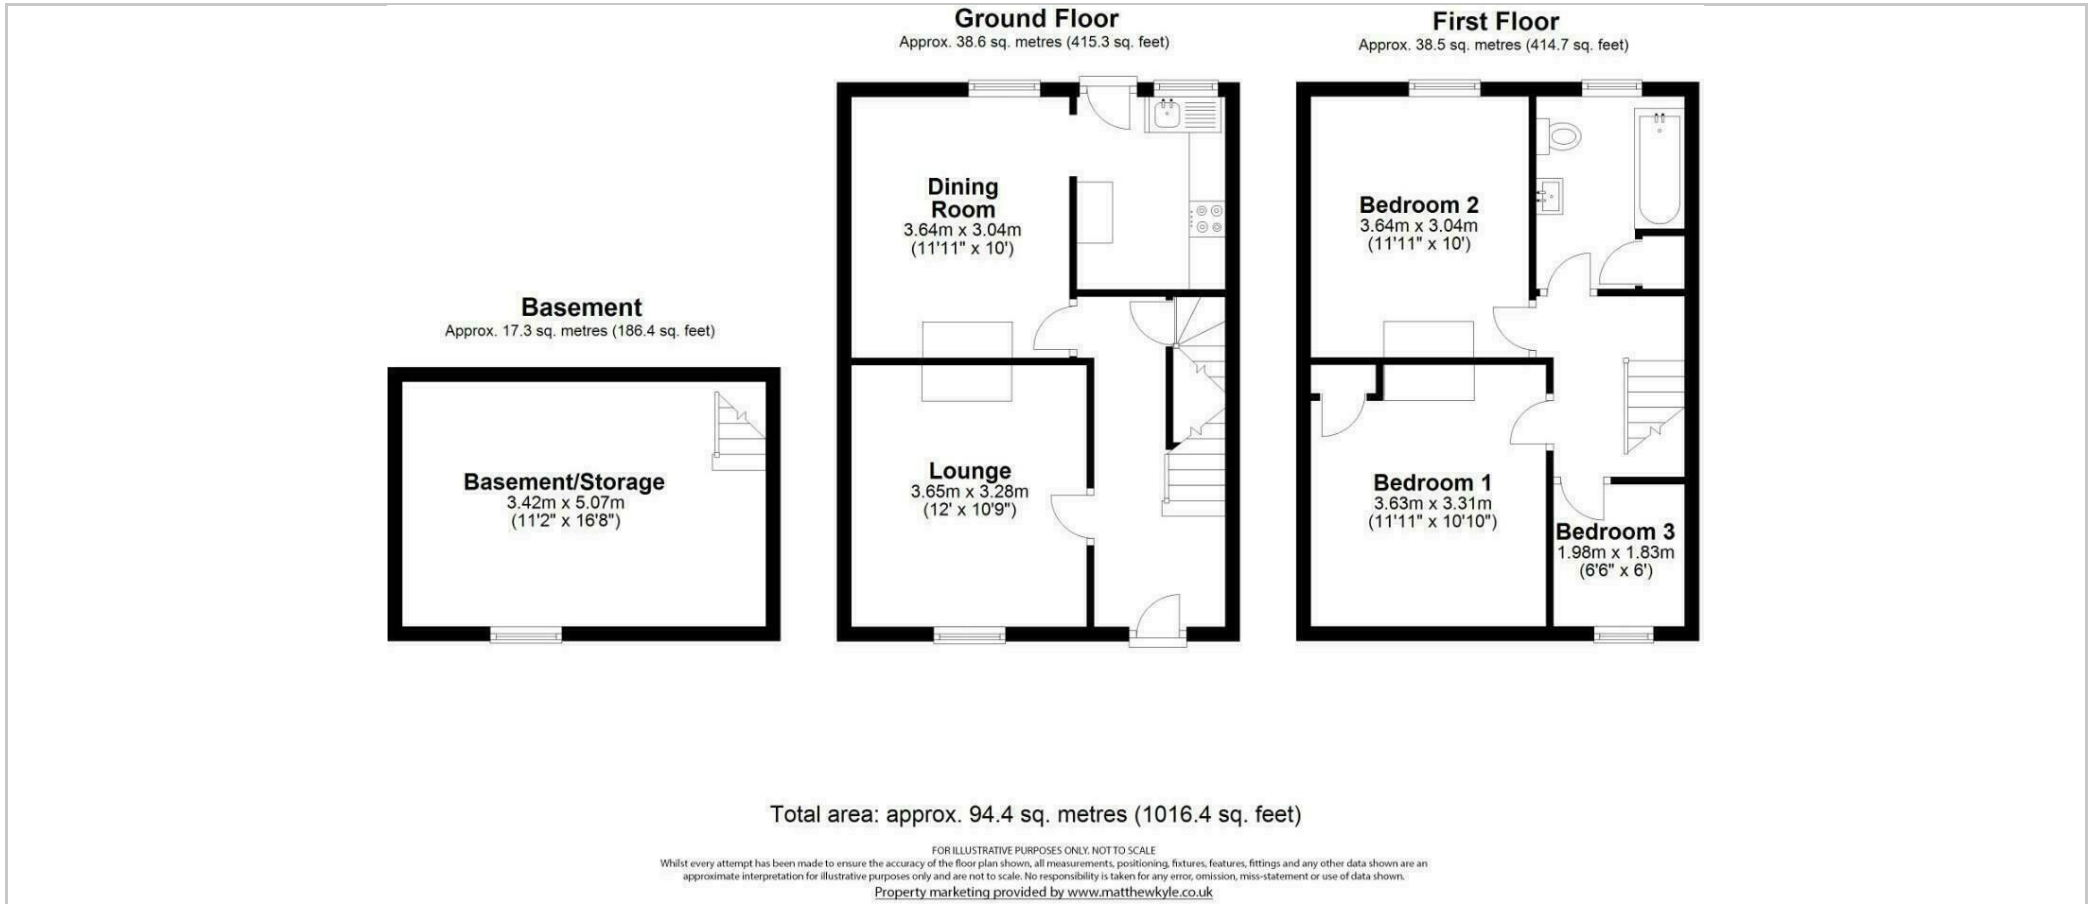 Ground Floor
Approx. 38.6 sq. metres (415.3 sq. feet)
Dining
Room
3.64m x 3.04m
(11'11" x 10')
Lounge
3.65m x 3.28m
(12' x 10'9")
First Floor
Approx. 38.5 sq. metres (414.7 sq. feet)
Bedroom 2
3.64m x 3.04m
(11'11" x 10')
Bedroom 1
3.63m x 3.31m
(11'11" x 10'10")
Bedroom 3
1.98m x 1.83m
(6'6" x 6')
Basement
Approx. 17.3 sq. metres (186.4 sq. feet)
Basement/Storage
3.42m x 5.07m
(11'2" x 16'8")
Total area: approx. 94.4 sq. metres (1016.4 sq. feet)
FOR ILLUSTRATIVE PURPOSES ONLY. NOT TO SCALE
Whilst every attempt has been made to ensure the accuracy of the floor plan shown, all measurements, positioning, fixtures, features, fittings and any other data shown are an
approximate interpretation for illustrative purposes only and are not to scale. No responsibility is taken for any error, omission, miss-statement or use of data shown.
Property marketing provided by www.matthewkyle.co.uk